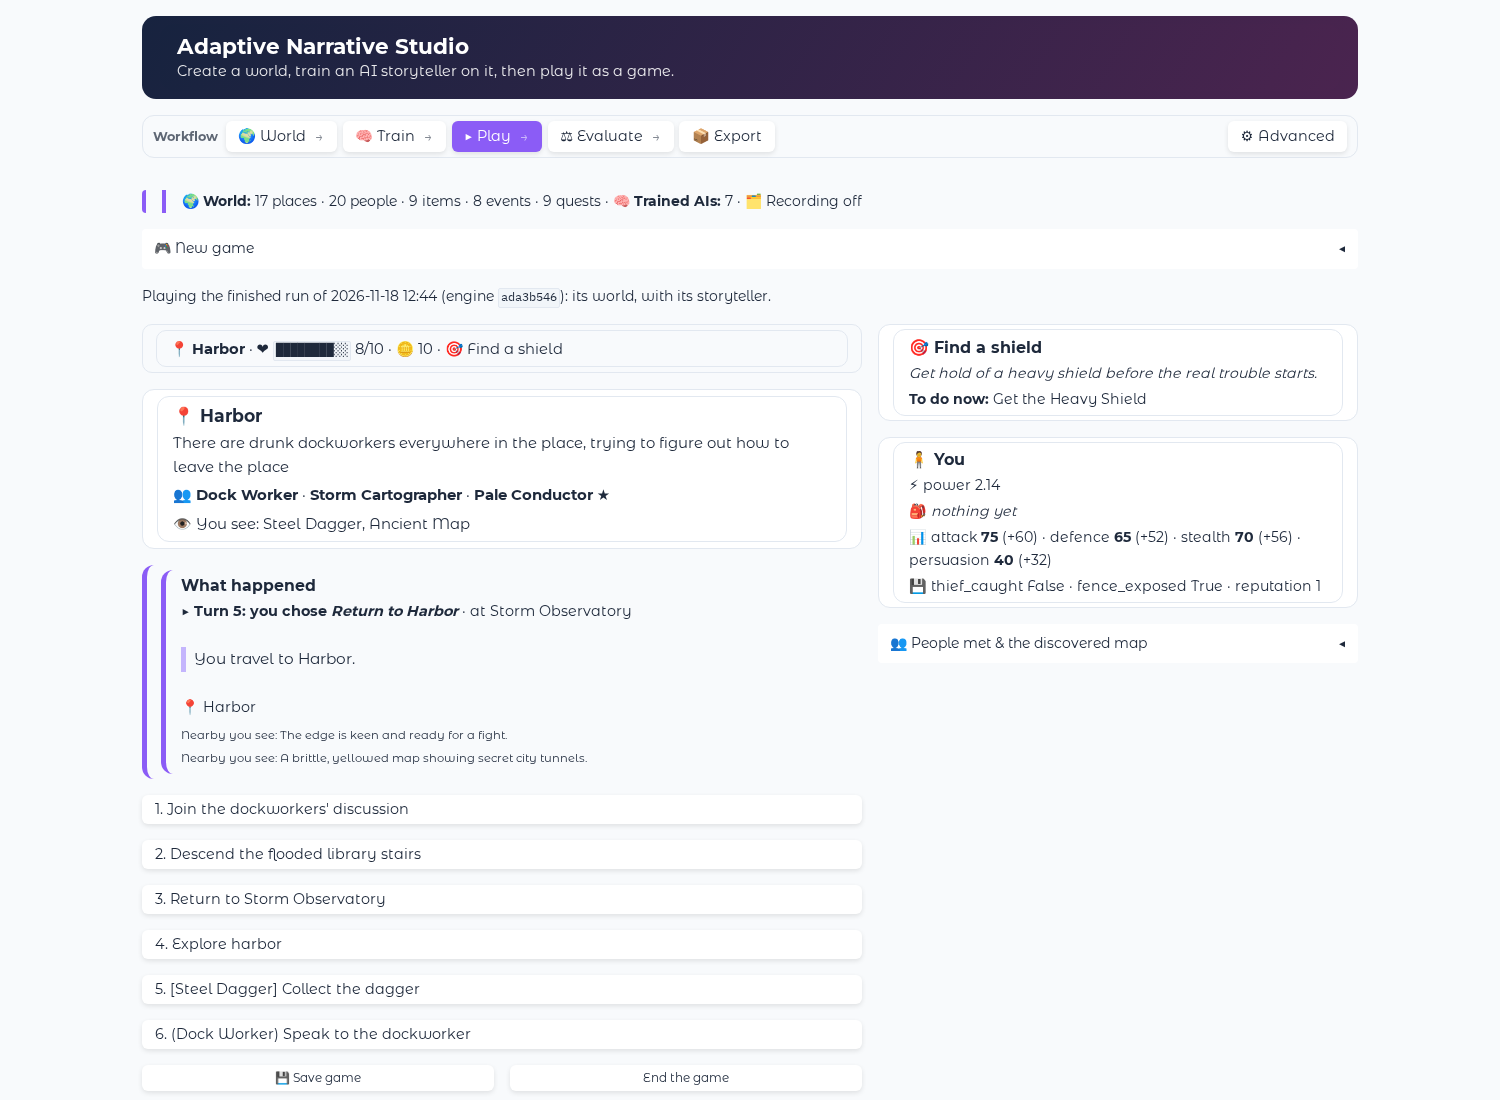 Adaptive Narrative Studio
Create a world, train an AI storyteller on it, then play it as a game.
Workflow 🌍 World → 🧠 Train → ▸ Play → ⚖ Evaluate → 📦 Export ⚙ Advanced
🌍 World: 17 places · 20 people · 9 items · 8 events · 9 quests · 🧠 Trained AIs: 7 · 🗂️ Recording off
🎮 New game ◂
Playing the finished run of 2026-11-18 12:44 (engine ada3b546): its world, with its storyteller.
📍 Harbor · ❤ ████████░░ 8/10 · 🪙 10 · 🎯 Find a shield
📍 Harbor
There are drunk dockworkers everywhere in the place, trying to figure out how to
leave the place
👥 Dock Worker · Storm Cartographer · Pale Conductor ★
👁️ You see: Steel Dagger, Ancient Map
What happened
▸ Turn 5: you chose Return to Harbor · at Storm Observatory
You travel to Harbor.
📍 Harbor
Nearby you see: The edge is keen and ready for a fight.
Nearby you see: A brittle, yellowed map showing secret city tunnels.
1. Join the dockworkers' discussion
2. Descend the flooded library stairs
3. Return to Storm Observatory
4. Explore harbor
5. [Steel Dagger] Collect the dagger
6. (Dock Worker) Speak to the dockworker
💾 Save game
End the game
🎯 Find a shield
Get hold of a heavy shield before the real trouble starts.
To do now: Get the Heavy Shield
🧍 You
⚡ power 2.14
🎒 nothing yet
📊 attack 75 (+60) · defence 65 (+52) · stealth 70 (+56) ·
persuasion 40 (+32)
💾 thief_caught False · fence_exposed True · reputation 1
👥 People met & the discovered map ◂